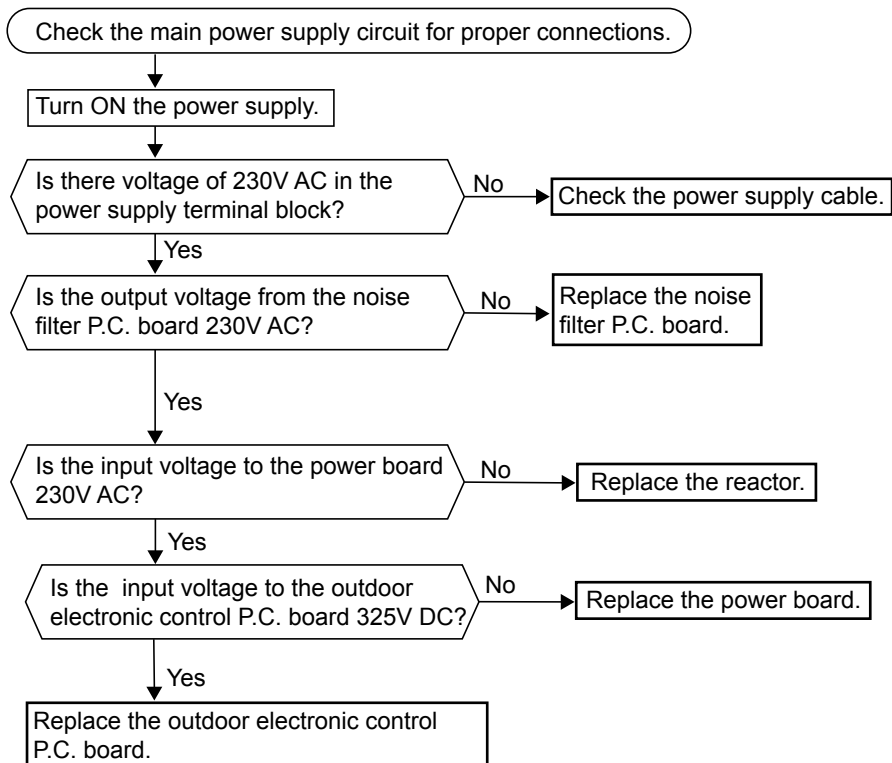 Check the main power supply circuit for proper connections.
Turn ON the power supply.
Is there voltage of 230V AC in the
power supply terminal block?
No
Check the power supply cable.
Yes
Is the output voltage from the noise
filter P.C. board 230V AC?
No
Replace the noise
filter P.C. board.
Yes
Is the input voltage to the power board
230V AC?
No
Replace the reactor.
Yes
Is the input voltage to the outdoor
electronic control P.C. board 325V DC?
No
Replace the power board.
Yes
Replace the outdoor electronic control
P.C. board.